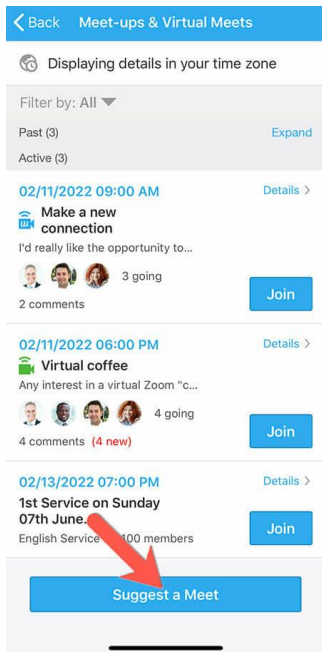 Back Meet-ups & Virtual Meets
Displaying details in your time zone
Filter by: All
Past (3) Expand
Active (3)
02/11/2022 09:00 AM Details >
Make a new
connection
I'd really like the opportunity to...
3 going
2 comments
Join
02/11/2022 06:00 PM Details >
Virtual coffee
Any interest in a virtual Zoom "c...
4 going
4 comments (4 new)
Join
02/13/2022 07:00 PM Details >
1st Service on Sunday
07th June.
English Service 100 members
Join
Suggest a Meet